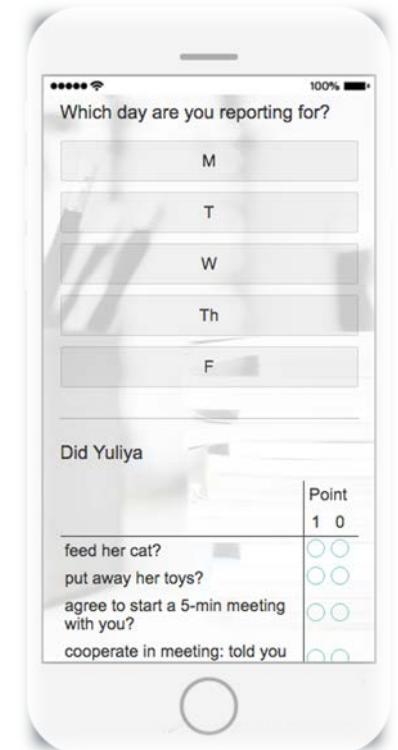 100%
Which day are you reporting for?
M
T
W
Th
F
Did Yuliya
Point
1 0
feed her cat?
put away her toys?
agree to start a 5-min meeting
with you?
cooperate in meeting: told you